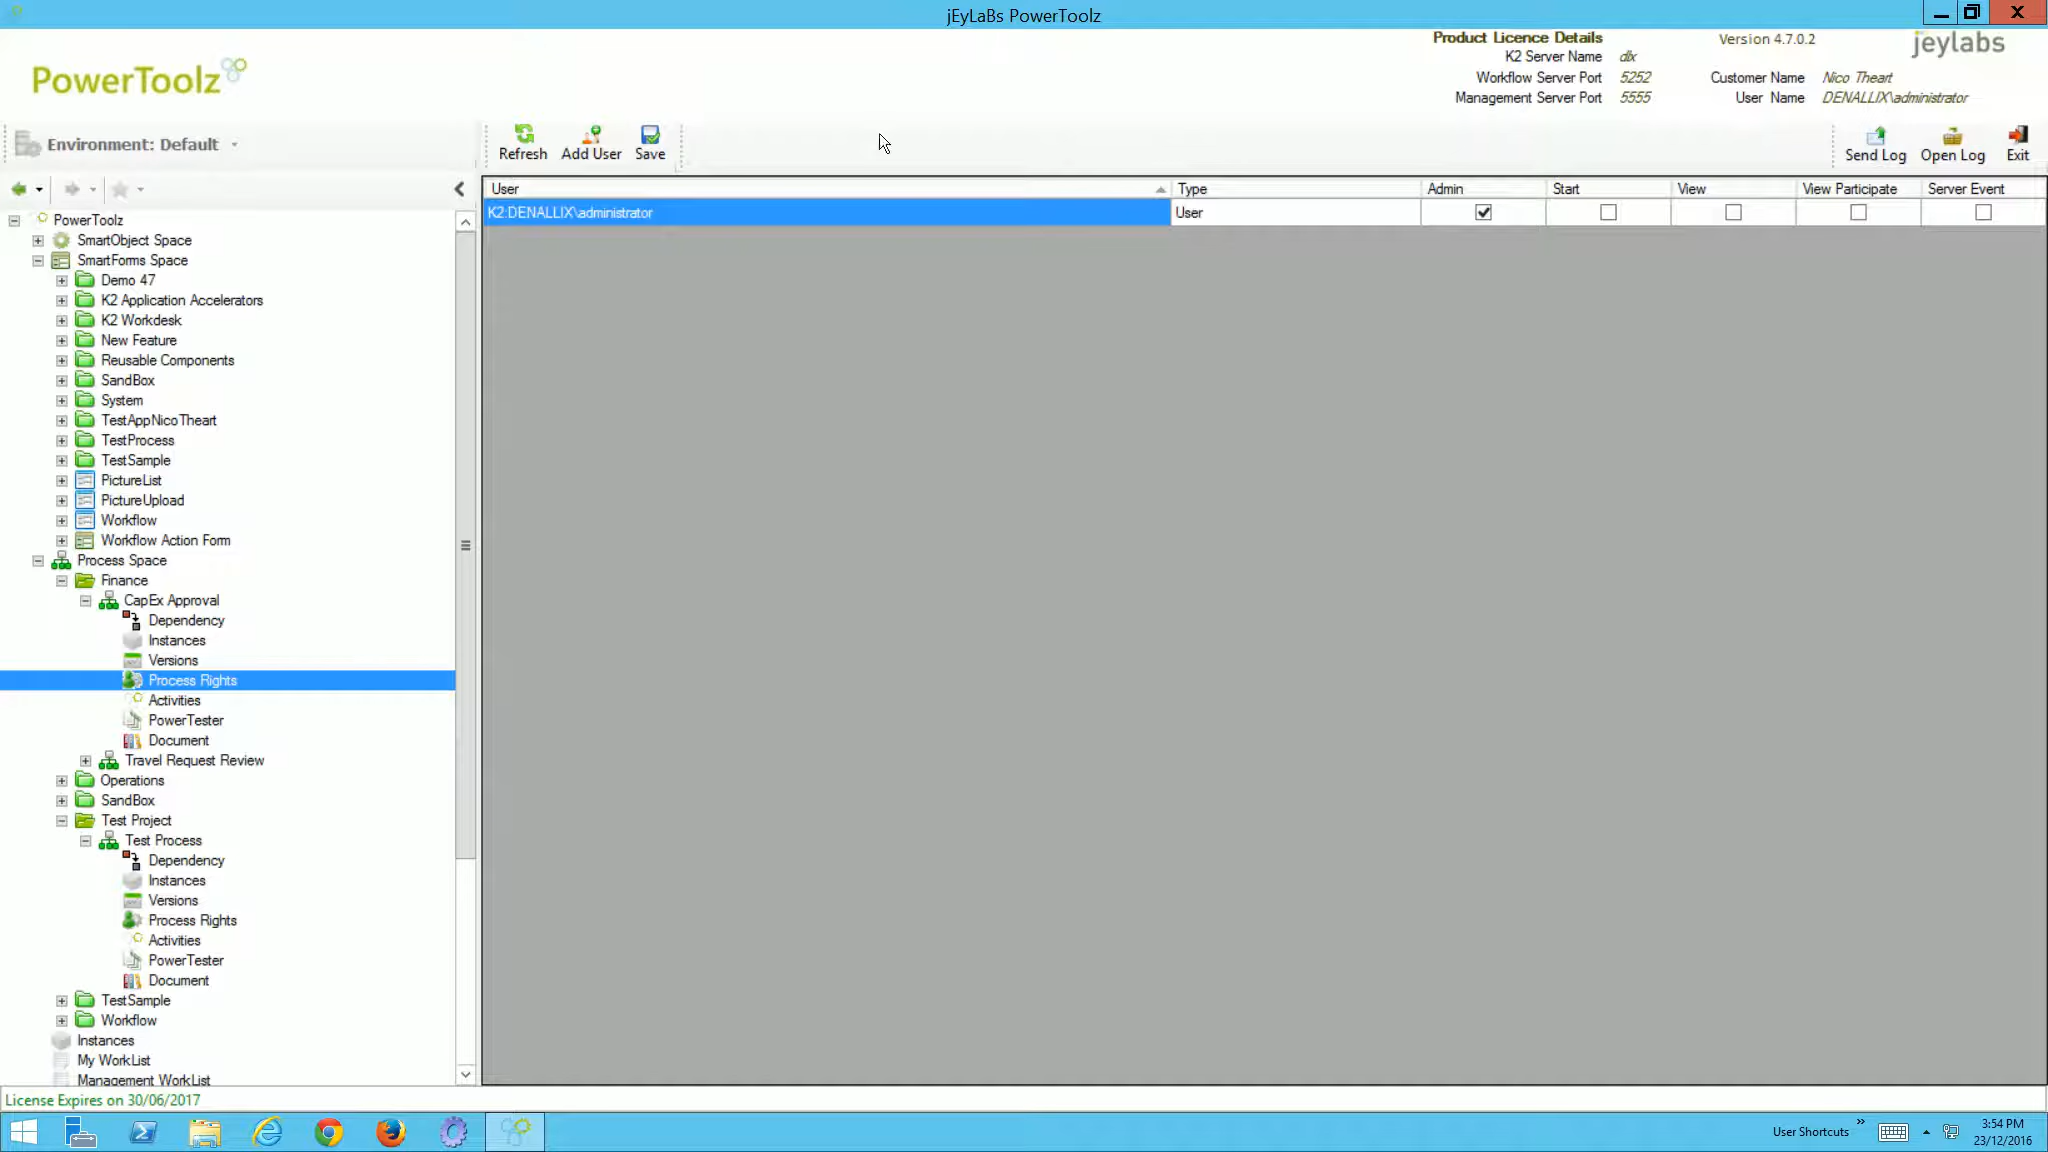 jEyLaBs PowerToolz
PowerToolz
Product Licence Details
K2 Server Name dlx
Workflow Server Port 5252
Management Server Port 5555
Version 4.7.0.2
jeylabs
Customer Name Nico Theart
User Name DENALLIX\administrator
Environment: Default
Refresh
Add User
Save
Send Log
Open Log
Exit
User
Type
Admin
Start
View
View Participate
Server Event
K2:DENALLIX\administrator
User
PowerToolz
SmartObject Space
SmartForms Space
Demo 47
K2 Application Accelerators
K2 Workdesk
New Feature
Reusable Components
SandBox
System
TestAppNicoTheart
TestProcess
TestSample
PictureList
PictureUpload
Workflow
Workflow Action Form
Process Space
Finance
CapEx Approval
Dependency
Instances
Versions
Process Rights
Activities
PowerTester
Document
Travel Request Review
Operations
SandBox
Test Project
Test Process
Dependency
Instances
Versions
Process Rights
Activities
PowerTester
Document
TestSample
Workflow
Instances
My WorkList
Management WorkList
License Expires on 30/06/2017
User Shortcuts
3:54 PM
23/12/2016